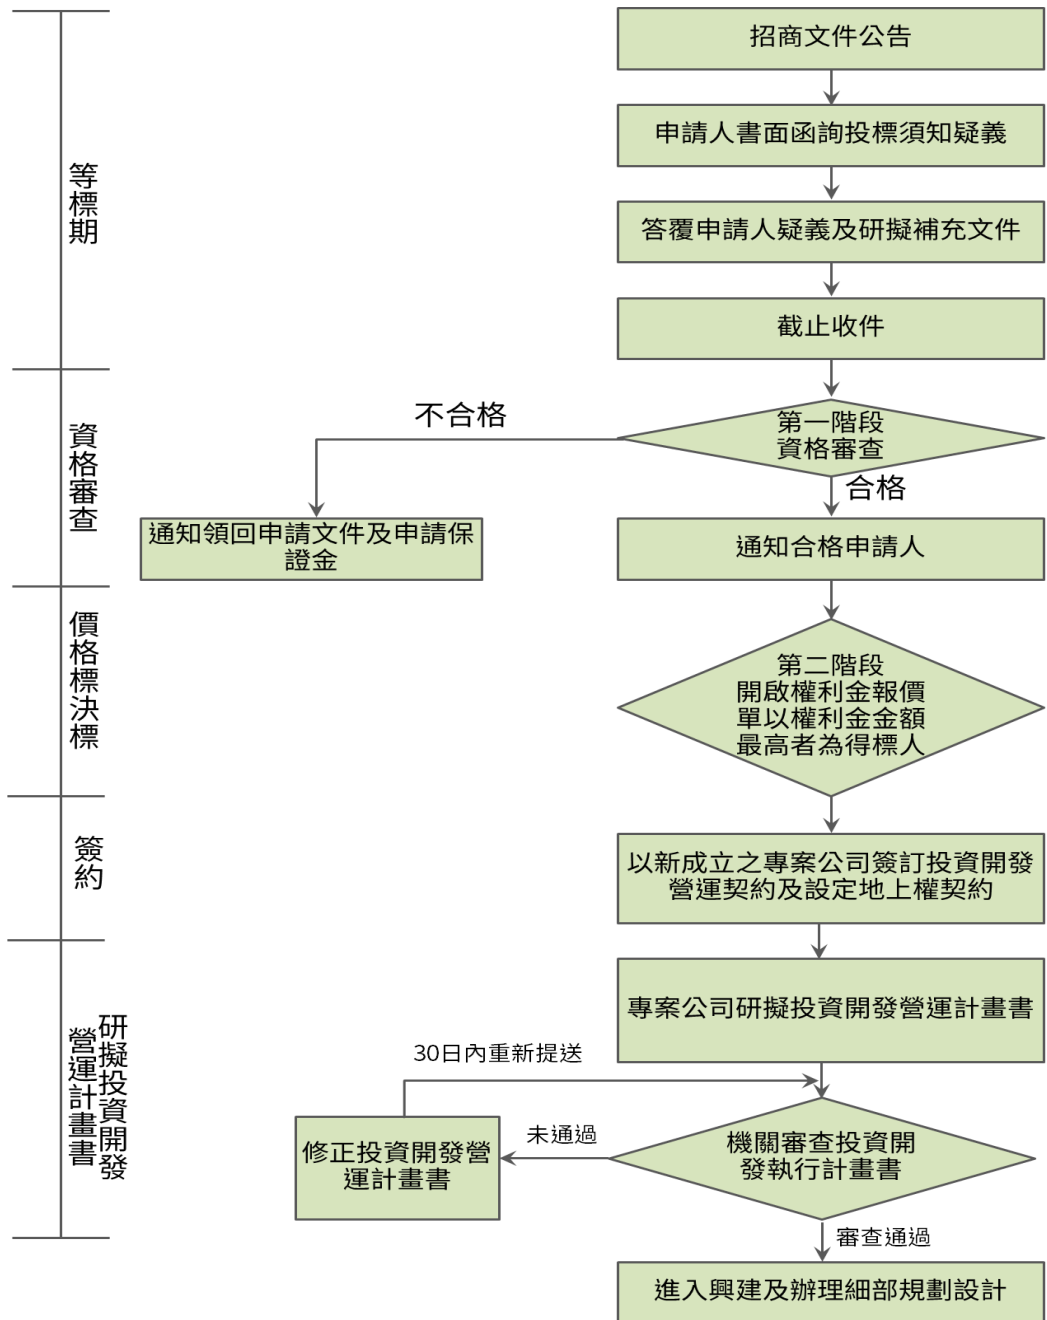 招商文件公告
申請人書面函詢投標須知疑義
等標期
答覆申請人疑義及研擬補充文件
截止收件
不合格
第一階段
資格審查
合格
資格審查
通知領回申請文件及申請保
證金
通知合格申請人
價格標決標
第二階段
開啟權利金報價
單以權利金金額
最高者為得標人
簽約
以新成立之專案公司簽訂投資開發
營運契約及設定地上權契約
專案公司研擬投資開發營運計畫書
研擬投資開發
營運計畫書
30日內重新提送
修正投資開發營
運計畫書
未通過
機關審查投資開
發執行計畫書
審查通過
進入興建及辦理細部規劃設計